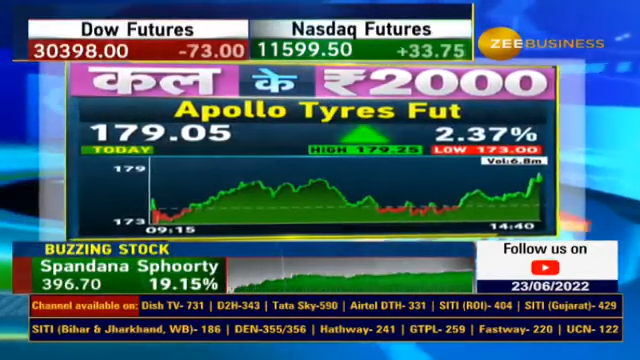 Dow Futures
30398.00 -73.00
Nasdaq Futures
11599.50 +33.75
ZEE BUSINESS
कल के ₹2000
Apollo Tyres Fut
179.05 2.37%
TODAY HIGH 179.25 LOW 173.00
Vol:6.8m
179
173
09:15 14:40
BUZZING STOCK
Spandana Sphoorty
396.70 19.15%
Follow us on
23/06/2022
Channel available on: Dish TV- 731 | D2H-343 | Tata Sky-590 | Airtel DTH- 331 | SITI (ROI)- 404 | SITI (Gujarat)- 429
SITI (Bihar & Jharkhand, WB)- 186 | DEN-355/356 | Hathway- 241 | GTPL- 259 | Fastway- 220 | UCN- 122